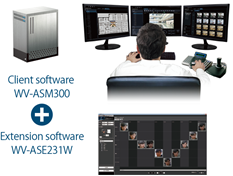 Client software
WV-ASM300
Extension software
WV-ASE231W